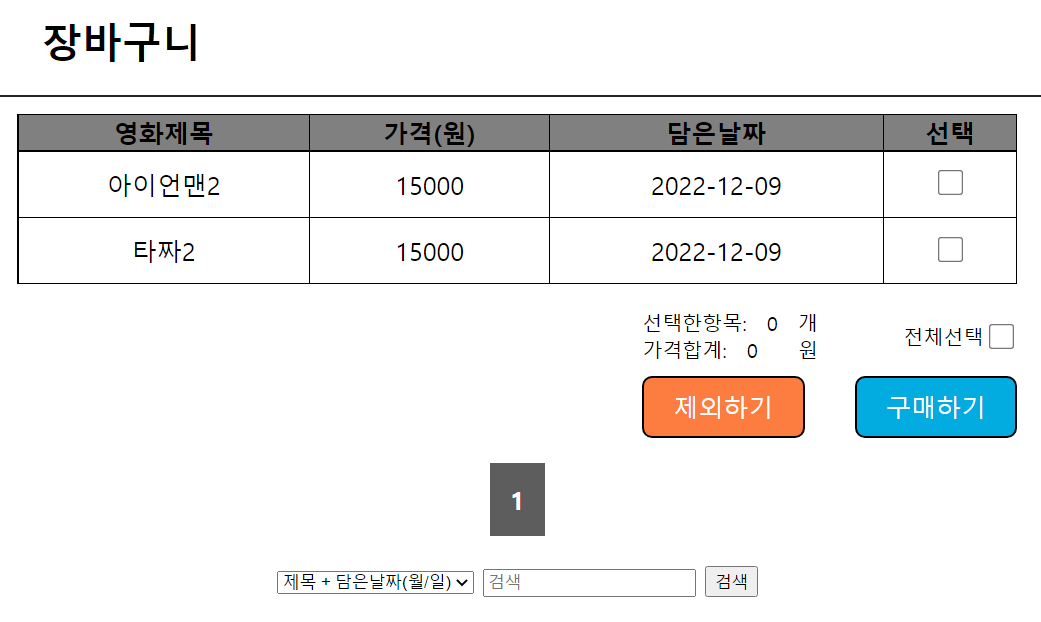 장바구니
영화제목 가격(원) 담은날짜 선택
아이언맨2 15000 2022-12-09
타짜2 15000 2022-12-09
선택한항목: 0 개
가격합계: 0 원
전체선택
제외하기 구매하기
1
제목 + 담은날짜(월/일) 검색 검색